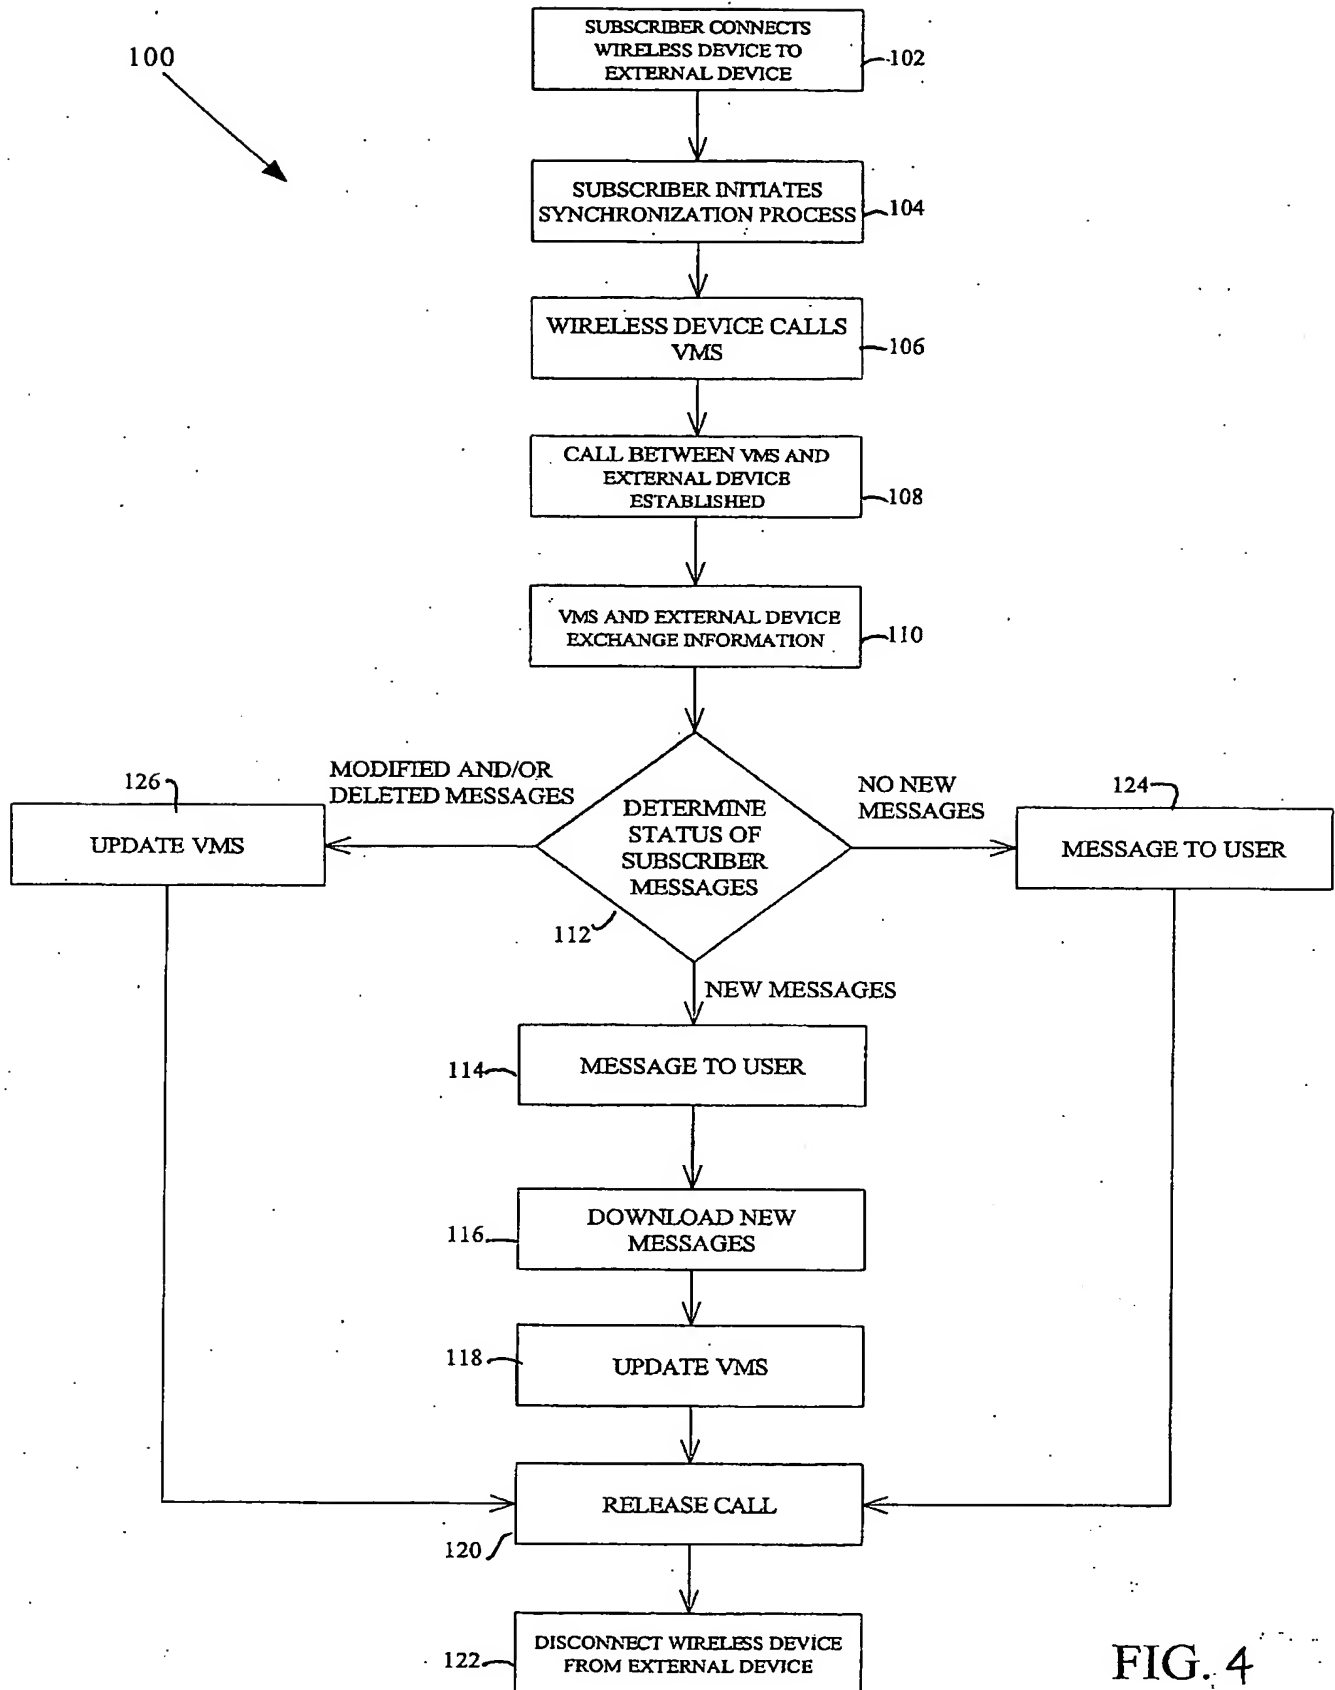 SUBSCRIBER CONNECTS
WIRELESS DEVICE TO
EXTERNAL DEVICE
102
100
SUBSCRIBER INITIATES
SYNCHRONIZATION PROCESS
104
WIRELESS DEVICE CALLS
VMS
106
CALL BETWEEN VMS AND
EXTERNAL DEVICE
ESTABLISHED
108
VMS AND EXTERNAL DEVICE
EXCHANGE INFORMATION
110
DETERMINE
STATUS OF
SUBSCRIBER
MESSAGES
112
MODIFIED AND/OR
DELETED MESSAGES
126
UPDATE VMS
NO NEW
MESSAGES
124
MESSAGE TO USER
NEW MESSAGES
114
MESSAGE TO USER
116
DOWNLOAD NEW
MESSAGES
118
UPDATE VMS
RELEASE CALL
120
122
DISCONNECT WIRELESS DEVICE
FROM EXTERNAL DEVICE
FIG. 4